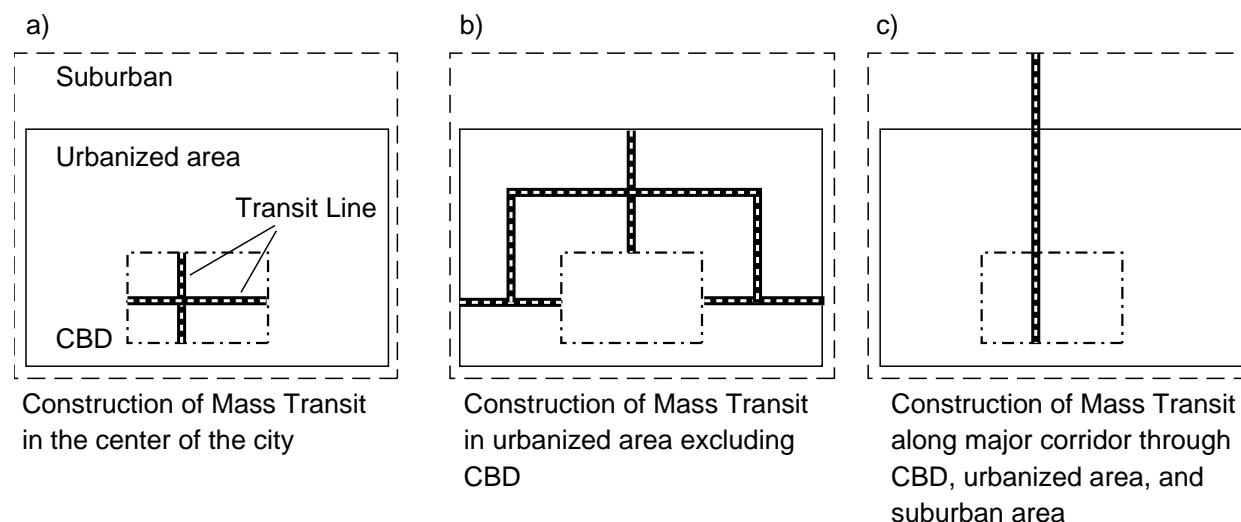 a)
Suburban
Urbanized area
Transit Line
CBD
Construction of Mass Transit
in the center of the city
b)
Construction of Mass Transit
in urbanized area excluding
CBD
c)
Construction of Mass Transit
along major corridor through
CBD, urbanized area, and
suburban area